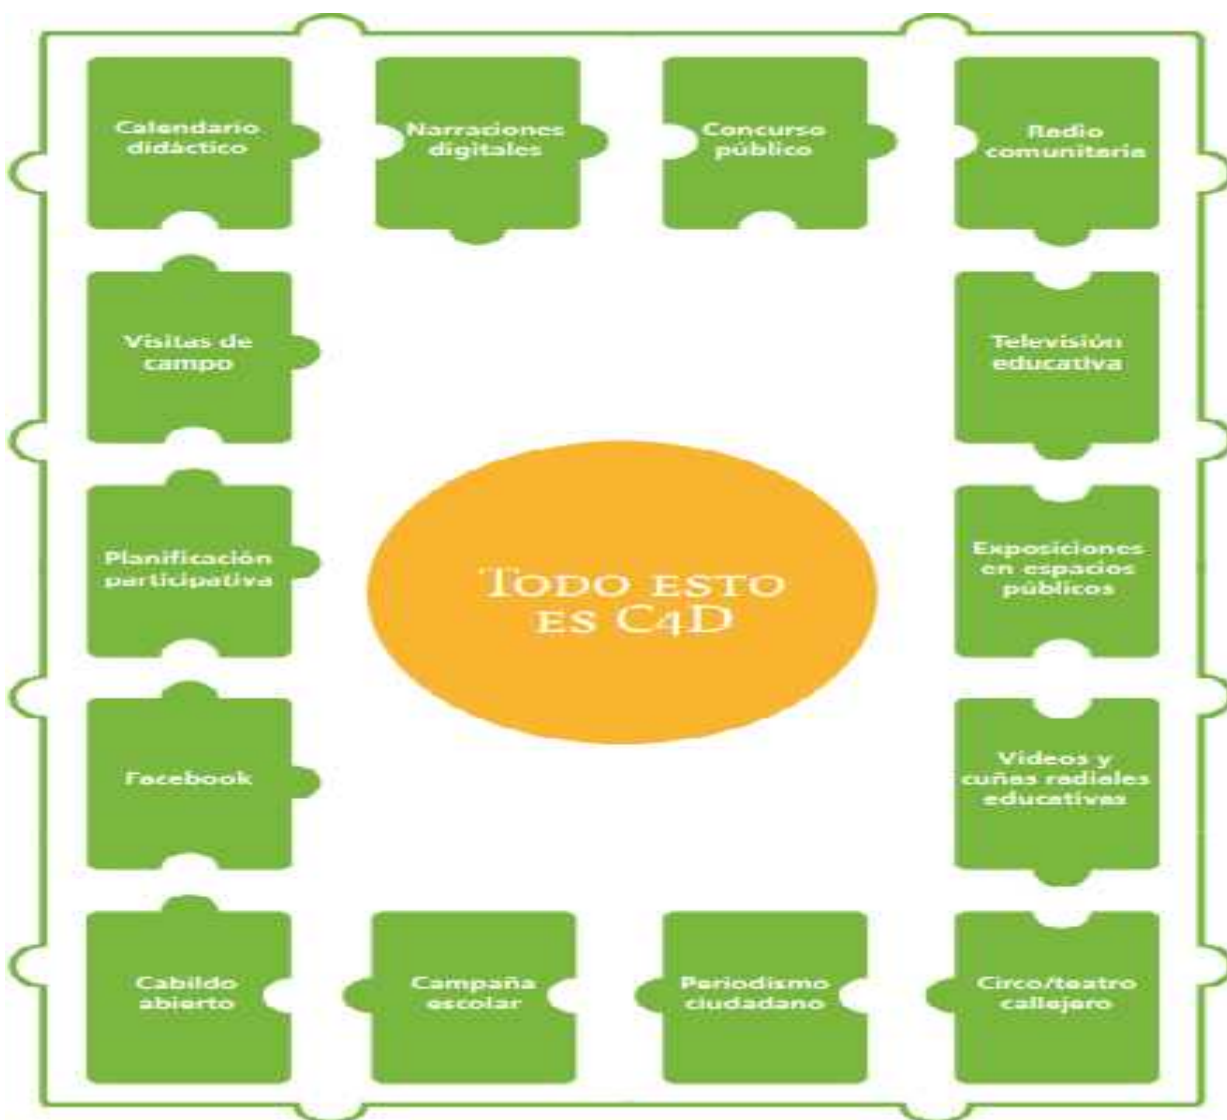 Calendario
didáctico
Narraciones
digitales
Concurso
público
Radio
comunitaria
Visitas de
campo
Televisión
educativa
Planificación
participativa
TODO ESTO
ES C4D
Exposiciones
en espacios
públicos
Facebook
Videos y
cuñas radiales
educativas
Cabildo
abierto
Campaña
escolar
Periodismo
ciudadano
Circo/teatro
callejero